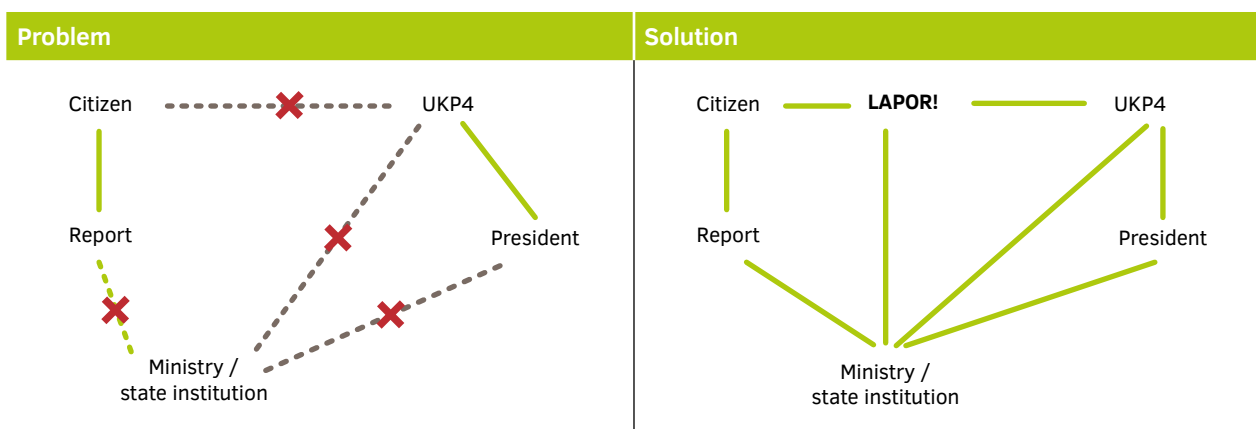 Problem
Solution
Citizen
UKP4
Report
President
Ministry /
state institution
Citizen
LAPOR!
UKP4
Report
President
Ministry /
state institution